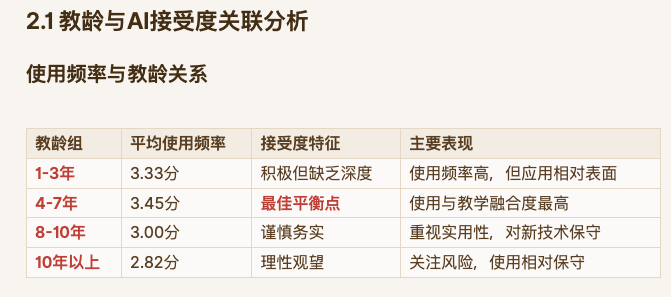 2.1 教龄与AI接受度关联分析
使用频率与教龄关系
教龄组 平均使用频率 接受度特征 主要表现
1-3年 3.33分 积极但缺乏深度 使用频率高，但应用相对表面
4-7年 3.45分 最佳平衡点 使用与教学融合度最高
8-10年 3.00分 谨慎务实 重视实用性，对新技术保守
10年以上 2.82分 理性观望 关注风险，使用相对保守